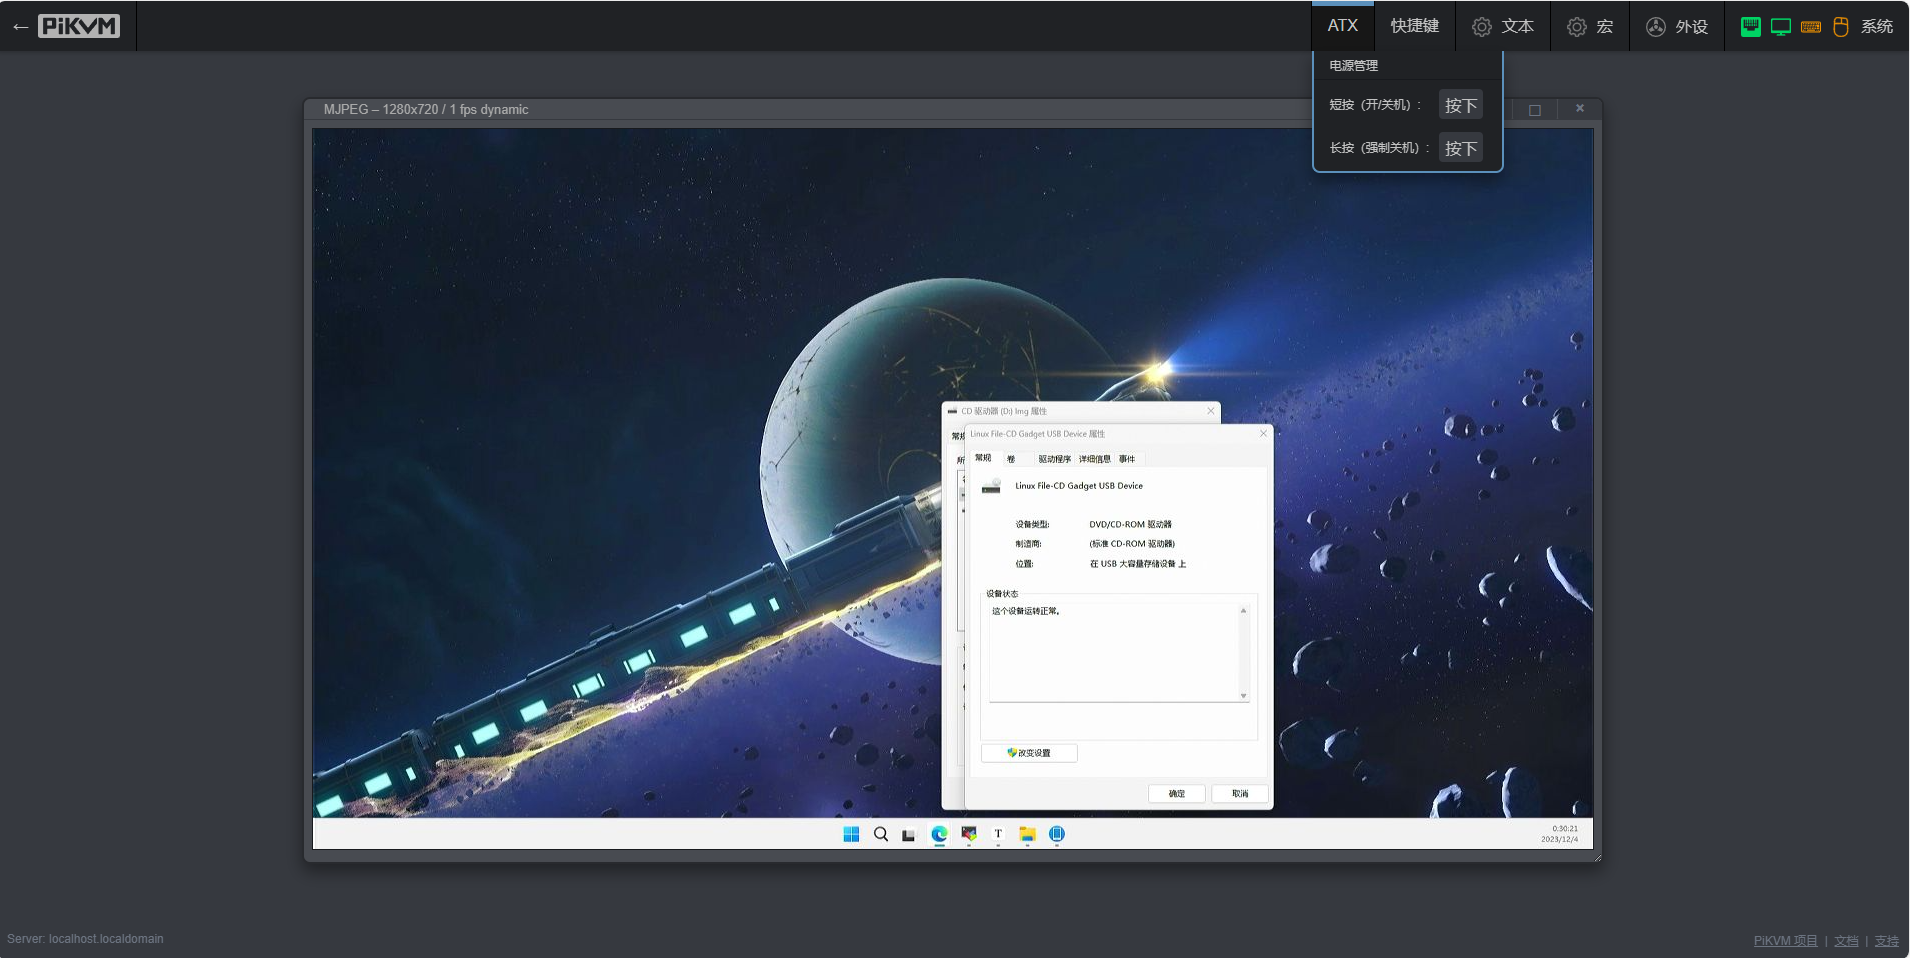 ← PiKVM
ATX
快捷键
文本
宏
外设
系统
电源管理
短按（开/关机）：
按下
长按（强制关机）：
按下
MJPEG – 1280x720 / 1 fps dynamic
CD 驱动器 (D:) Img 属性
Linux File-CD Gadget USB Device 属性
常规
卷
驱动程序
详细信息
事件
Linux File-CD Gadget USB Device
设备类型:
DVD/CD-ROM 驱动器
制造商:
(标准 CD-ROM 驱动器)
位置:
在 USB 大容量存储设备 上
设备状态
这个设备运转正常。
改变设置
确定
取消
0:30:21
2023/12/4
Server: localhost.localdomain
PiKVM 项目 | 文档 | 支持